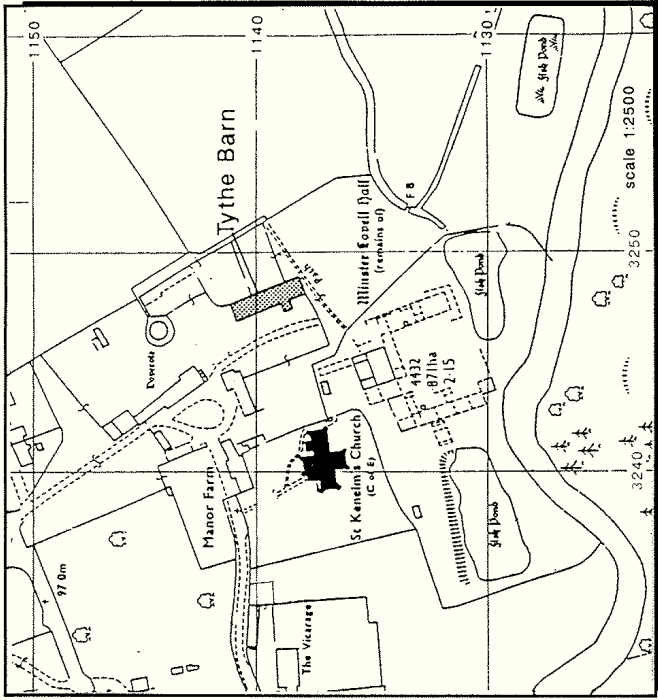 1150
1140
1130
Tythe Barn
Fish Pond
scale 1:2500
F B
Minster Lovell Hall
(remains of)
Path
3250
Dovecote
Fish Pond
4432
·871ha
2·15
Manor Farm
St Kenelm's Church
(C of E)
3240
Fish Pond
97·0m
The Vicarage